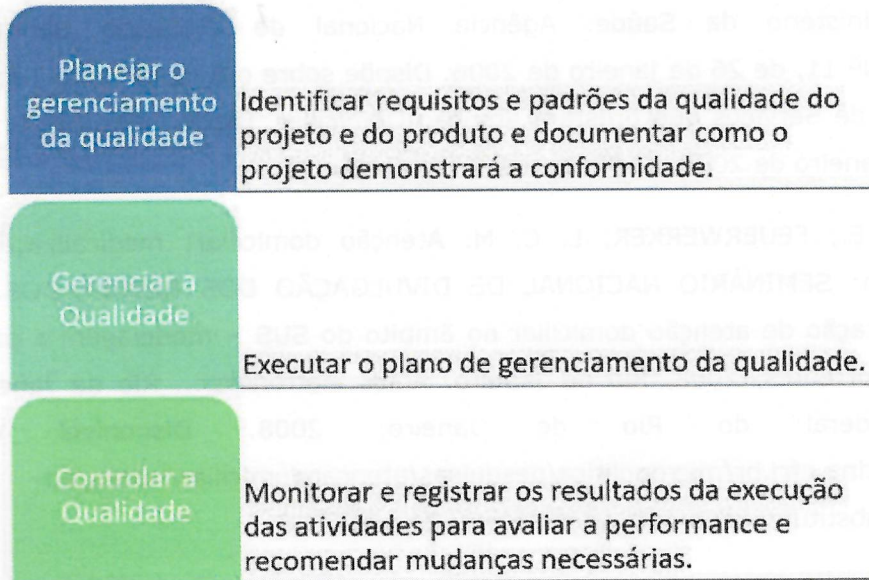 Planejar o
gerenciamento
da qualidade
Identificar requisitos e padrões da qualidade do
projeto e do produto e documentar como o
projeto demonstrará a conformidade.
Gerenciar a
Qualidade
Executar o plano de gerenciamento da qualidade.
Controlar a
Qualidade
Monitorar e registrar os resultados da execução
das atividades para avaliar a performance e
recomendar mudanças necessárias.